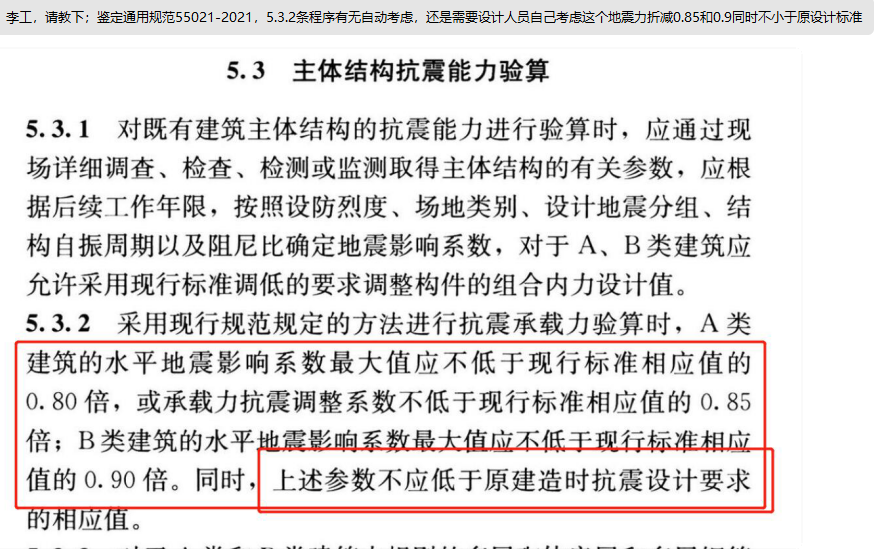 李工，请教下；鉴定通用规范55021-2021，5.3.2条程序有无自动考虑，还是需要设计人员自己考虑这个地震力折减0.85和0.9同时不小于原设计标准
5.3 主体结构抗震能力验算
5.3.1 对既有建筑主体结构的抗震能力进行验算时，应通过现
场详细调查、检查、检测或监测取得主体结构的有关参数，应根
据后续工作年限，按照设防烈度、场地类别、设计地震分组、结
构自振周期以及阻尼比确定地震影响系数，对于 A、B 类建筑应
允许采用现行标准调低的要求调整构件的组合内力设计值。
5.3.2 采用现行规范规定的方法进行抗震承载力验算时，A 类
建筑的水平地震影响系数最大值应不低于现行标准相应值的
0.80 倍，或承载力抗震调整系数不低于现行标准相应值的 0.85
倍；B 类建筑的水平地震影响系数最大值应不低于现行标准相应
值的 0.90 倍。同时，上述参数不应低于原建造时抗震设计要求
的相应值。